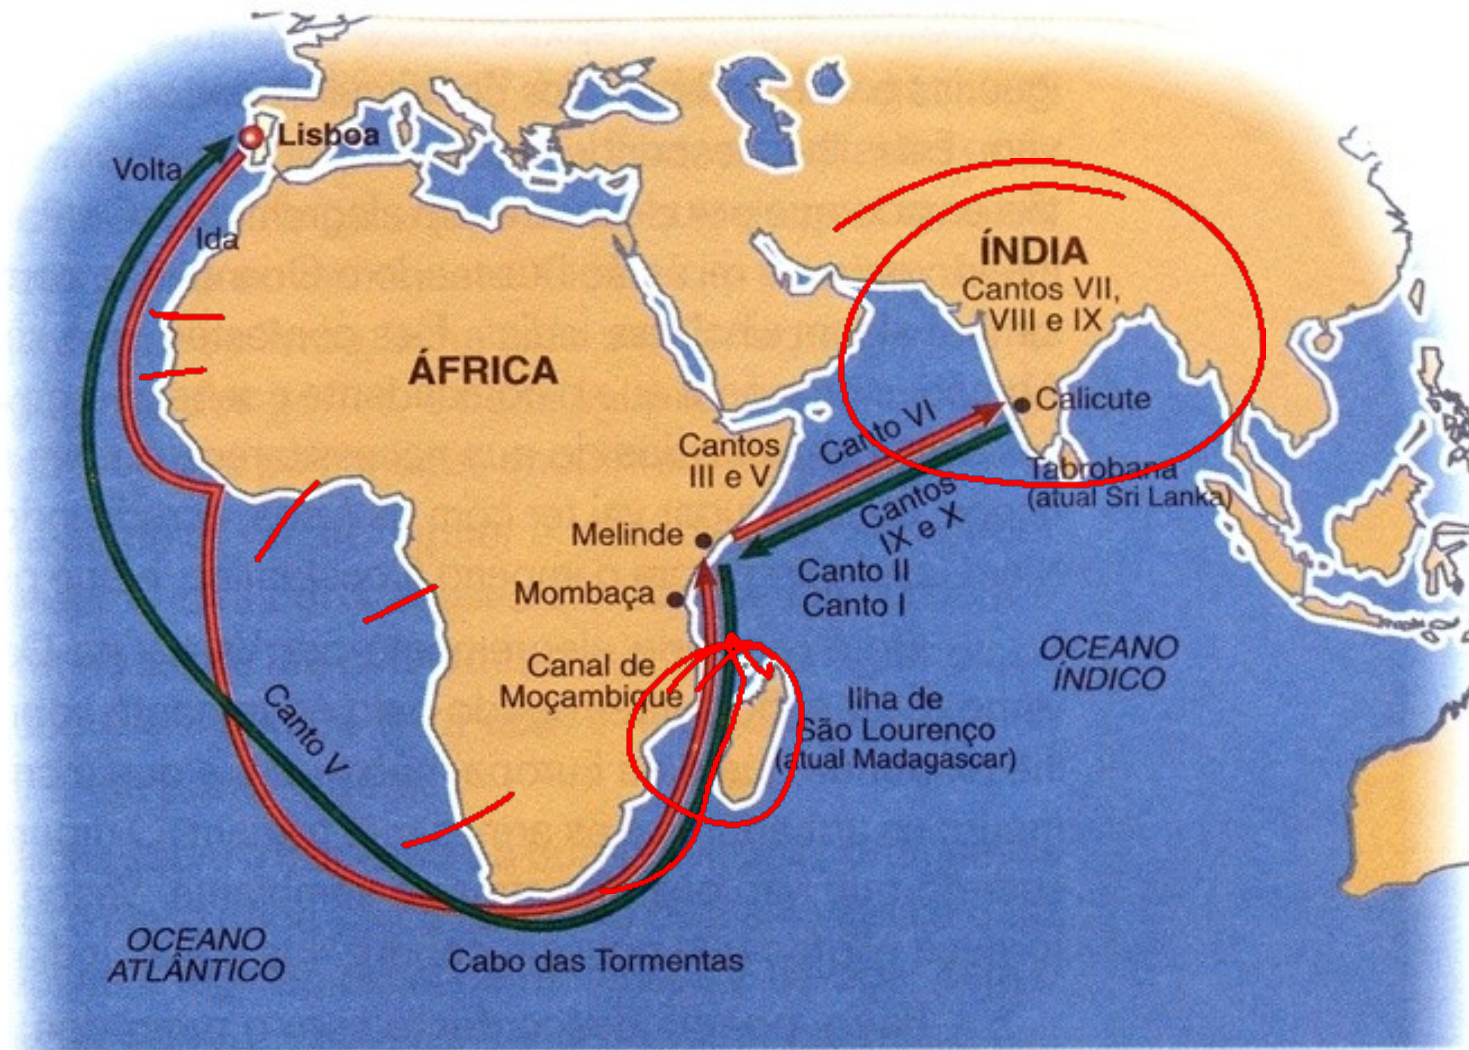 Lisboa
Volta
Ida
ÍNDIA
Cantos VII,
VIII e IX
ÁFRICA
Calicute
Canto VI
Cantos
III e V
Tabrobana
(atual Sri Lanka)
Cantos
IX e X
Melinde
Canto II
Canto I
Mombaça
OCEANO
ÍNDICO
Canal de
Moçambique
Ilha de
São Lourenço
(atual Madagascar)
Canto V
OCEANO
ATLÂNTICO
Cabo das Tormentas